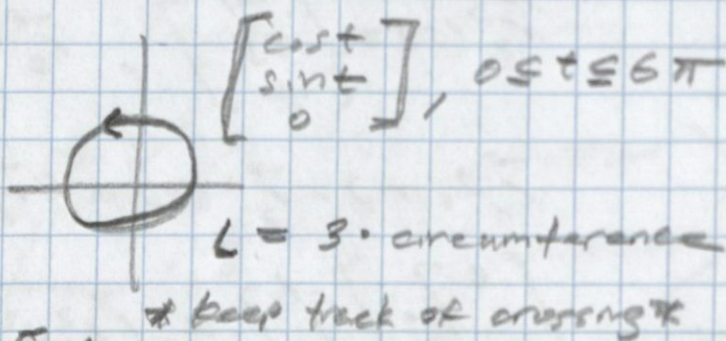 [cos t
sin t
0], 0 ≤ t ≤ 6π
L = 3 · circumference
* keep track of crossing *